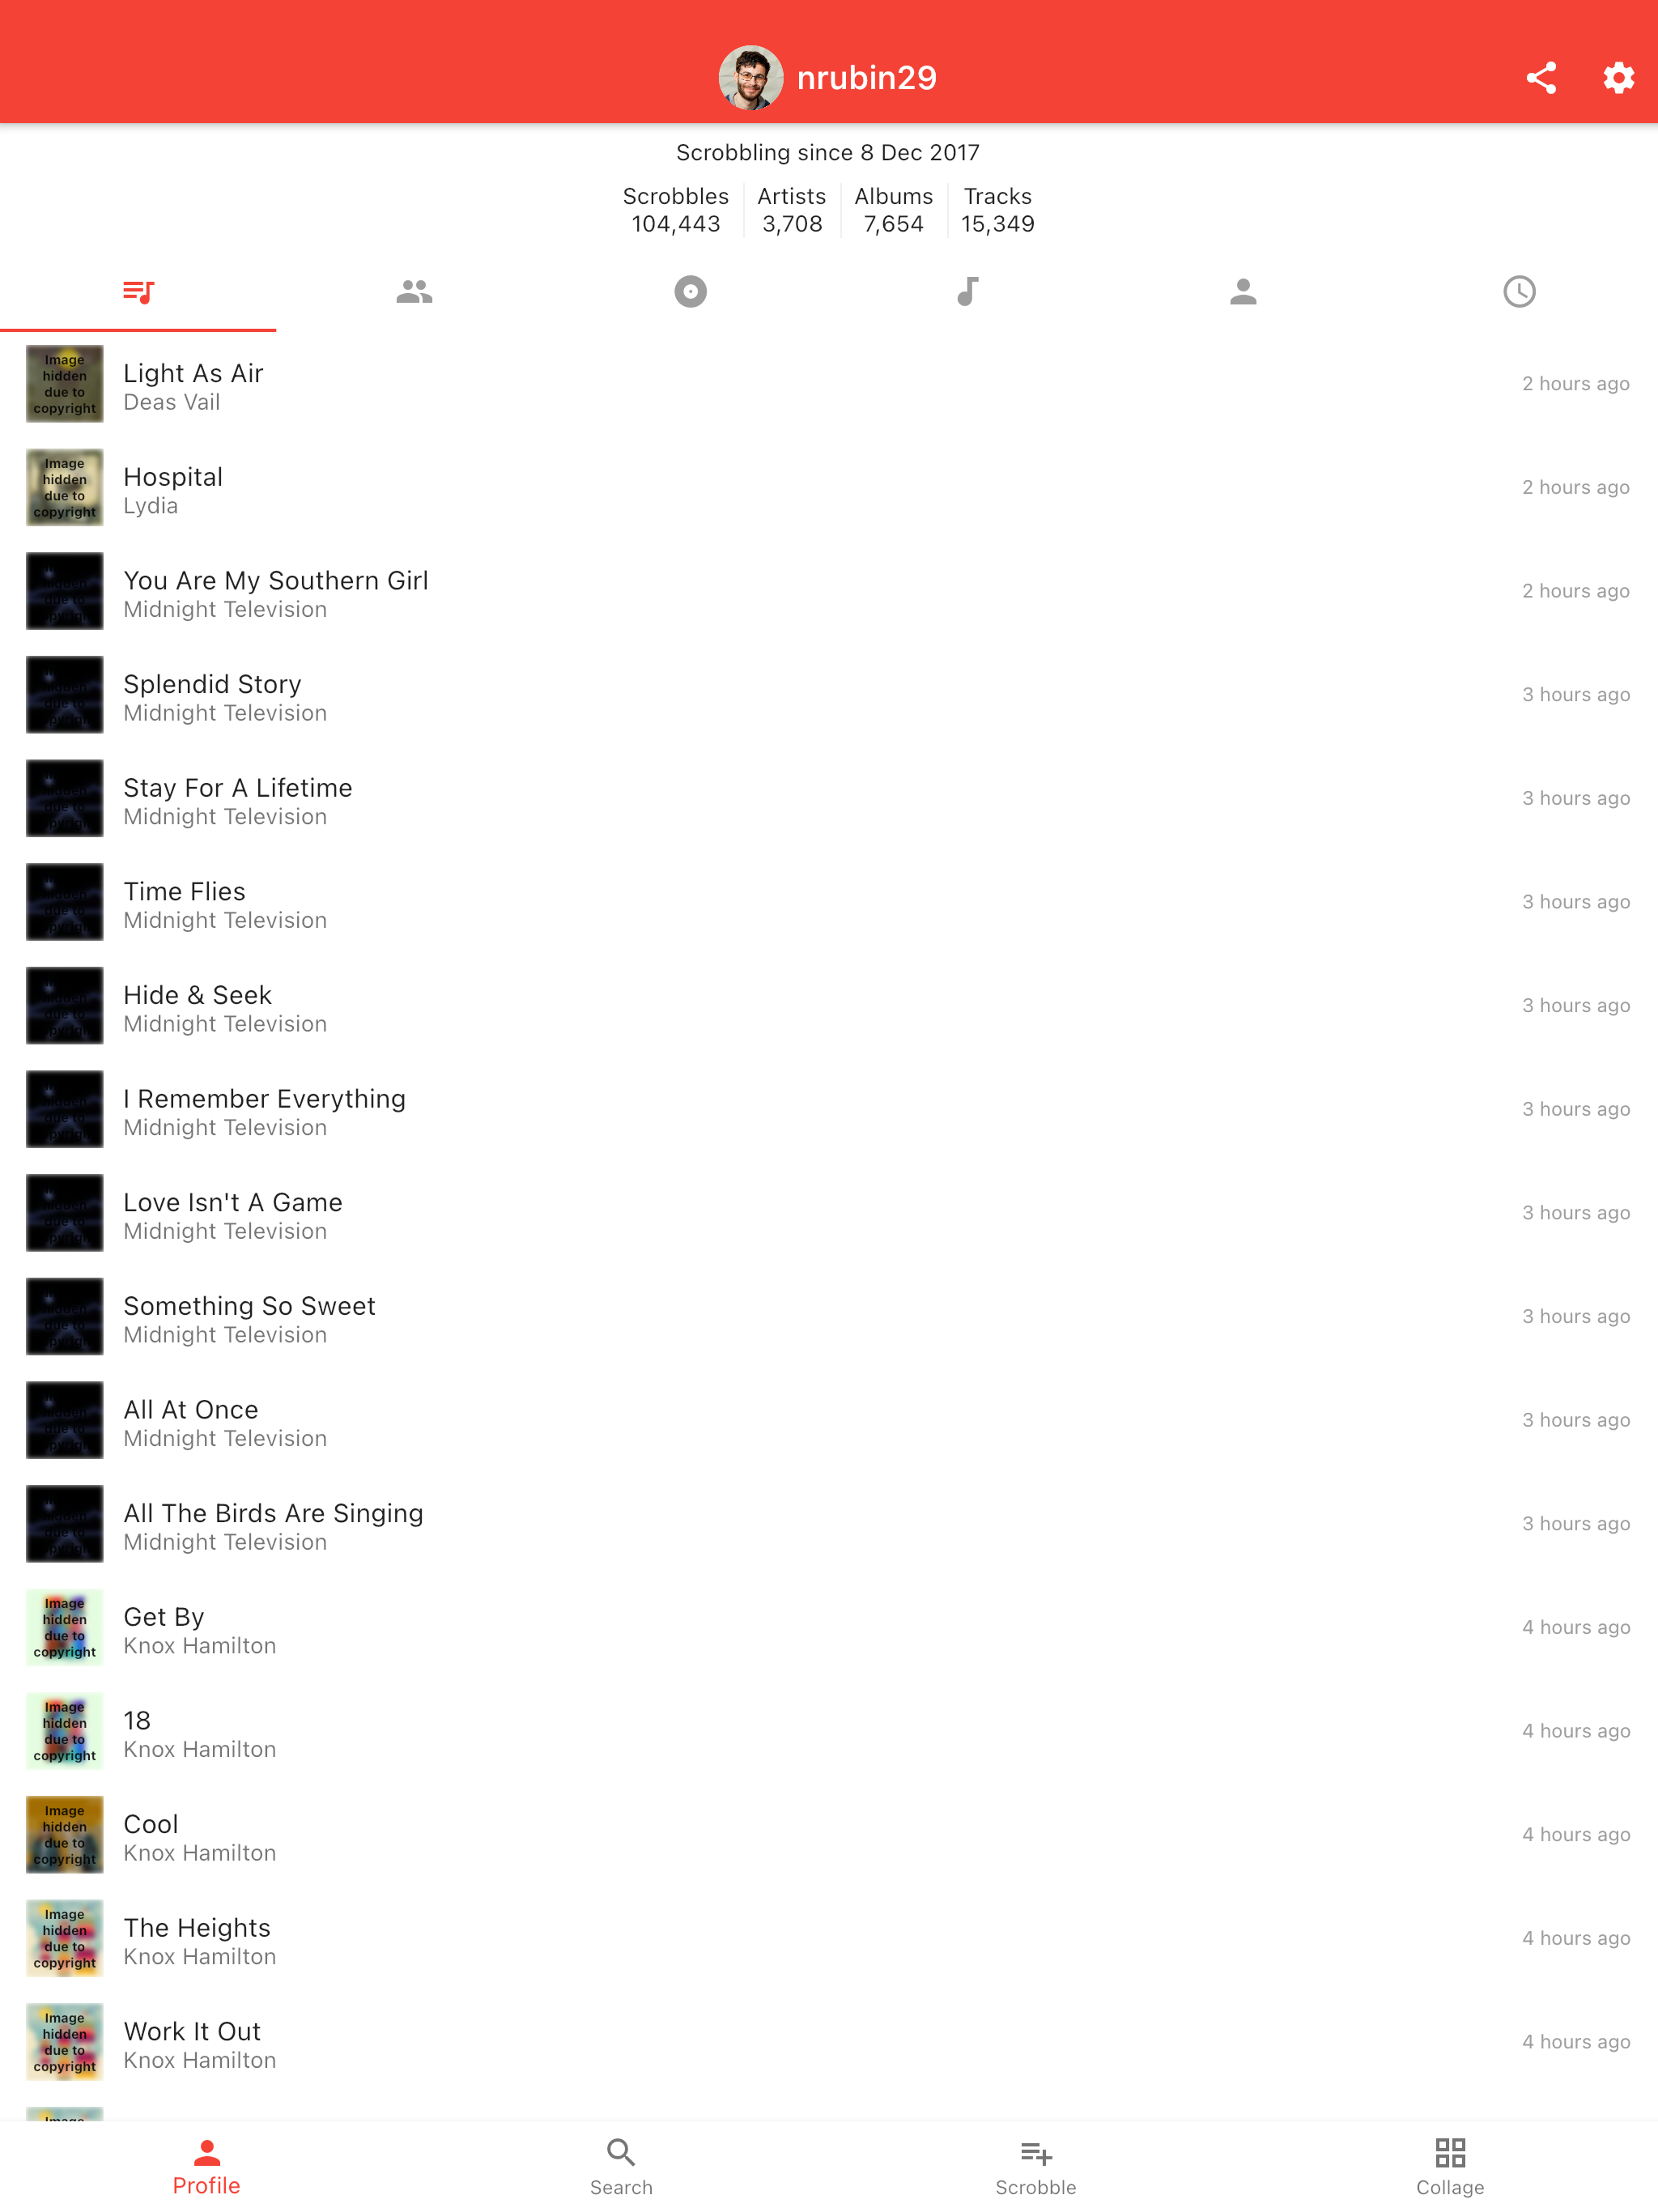 nrubin29
Scrobbling since 8 Dec 2017
Scrobbles Artists Albums Tracks
104,443 3,708 7,654 15,349
Image hidden due to copyright
Light As Air
Deas Vail
2 hours ago
Image hidden due to copyright
Hospital
Lydia
2 hours ago
You Are My Southern Girl
Midnight Television
2 hours ago
Splendid Story
Midnight Television
3 hours ago
Stay For A Lifetime
Midnight Television
3 hours ago
Time Flies
Midnight Television
3 hours ago
Hide & Seek
Midnight Television
3 hours ago
I Remember Everything
Midnight Television
3 hours ago
Love Isn't A Game
Midnight Television
3 hours ago
Something So Sweet
Midnight Television
3 hours ago
All At Once
Midnight Television
3 hours ago
All The Birds Are Singing
Midnight Television
3 hours ago
Image hidden due to copyright
Get By
Knox Hamilton
4 hours ago
Image hidden due to copyright
18
Knox Hamilton
4 hours ago
Image hidden due to copyright
Cool
Knox Hamilton
4 hours ago
Image hidden due to copyright
The Heights
Knox Hamilton
4 hours ago
Image hidden due to copyright
Work It Out
Knox Hamilton
4 hours ago
Profile Search Scrobble Collage